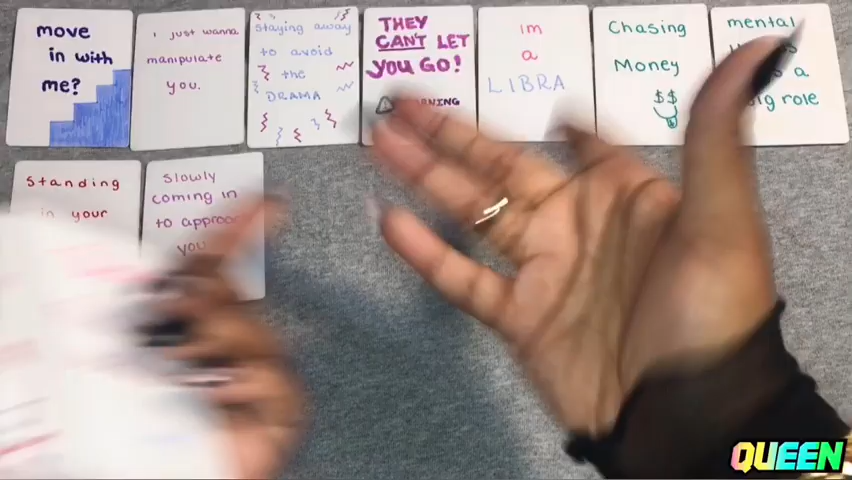 move
in with
me?
i just wanna
manipulate
you.
staying away
to avoid
the
DRAMA
THEY
CAN'T LET
YOU GO!
Im
a
LIBRA
Chasing
Money
$$
mental
a
role
Standing
in your
Slowly
coming in
to approach
QUEEN